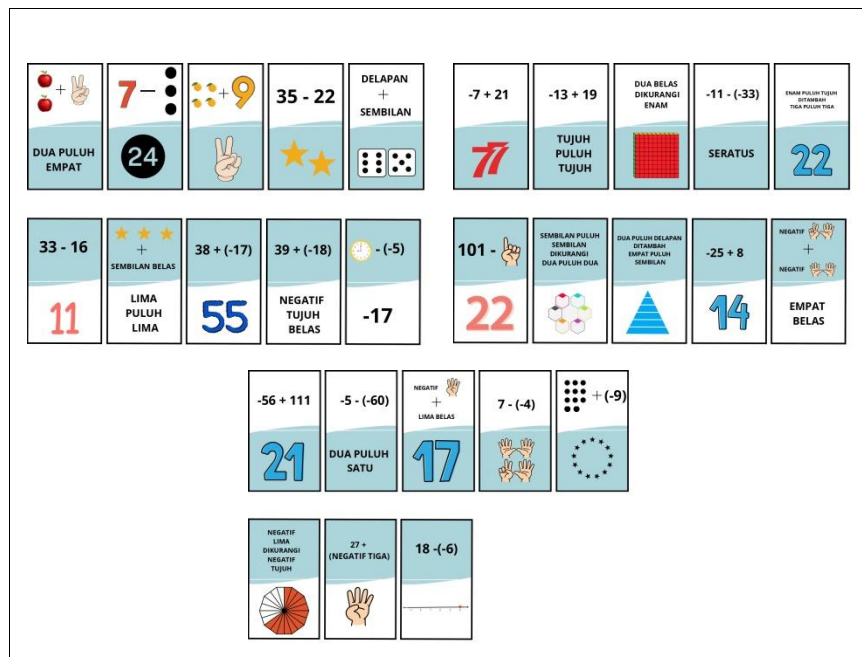 +
7 -
+ 9
35 - 22
DELAPAN
+
SEMBILAN
DUA PULUH
EMPAT
24
-7 + 21
-13 + 19
DUA BELAS
DIKURANGI
ENAM
-11 - (-33)
ENAM PULUH TUJUH
DITAMBAH
TIGA PULUH TIGA
77
TUJUH
PULUH
TUJUH
SERATUS
22
33 - 16
+
SEMBILAN BELAS
38 + (-17)
39 + (-18)
- (-5)
11
LIMA
PULUH
LIMA
55
NEGATIF
TUJUH
BELAS
-17
101 -
SEMBILAN PULUH
SEMBILAN
DIKURANGI
DUA PULUH DUA
DUA PULUH DELAPAN
DITAMBAH
EMPAT PULUH
SEMBILAN
-25 + 8
NEGATIF
+
NEGATIF
22
14
EMPAT
BELAS
-56 + 111
-5 - (-60)
NEGATIF
+
LIMA BELAS
7 - (-4)
+ (-9)
21
DUA PULUH
SATU
17
NEGATIF
LIMA
DIKURANGI
NEGATIF
TUJUH
27 +
(NEGATIF TIGA)
18 -(-6)